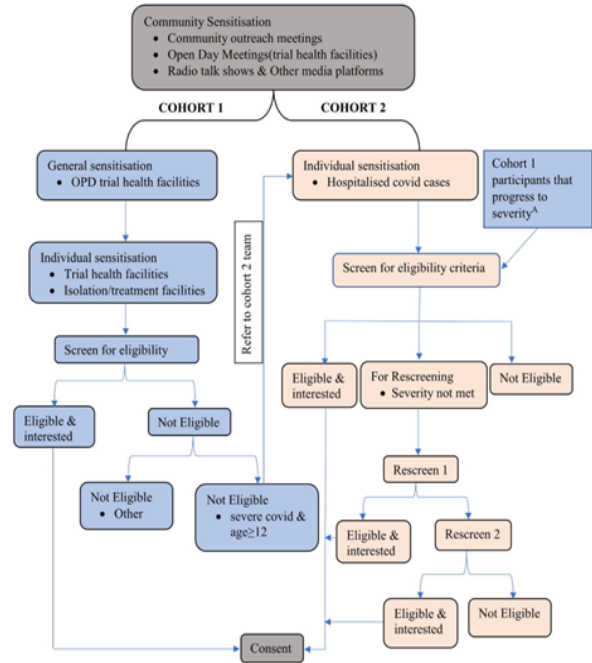 Community Sensitisation
• Community outreach meetings
• Open Day Meetings(trial health facilities)
• Radio talk shows & Other media platforms
COHORT 1
COHORT 2
General sensitisation
• OPD trial health facilities
Individual sensitisation
• Trial health facilities
• Isolation/treatment facilities
Screen for eligibility
Eligible &
interested
Not Eligible
Not Eligible
• Other
Not Eligible
• severe covid &
age≥12
Refer to cohort 2 team
Individual sensitisation
• Hospitalised covid cases
Cohort 1
participants that
progress to
severityA
Screen for eligibility criteria
Eligible &
interested
For Rescreening
• Severity not met
Not Eligible
Rescreen 1
Eligible &
interested
Rescreen 2
Eligible &
interested
Not Eligible
Consent